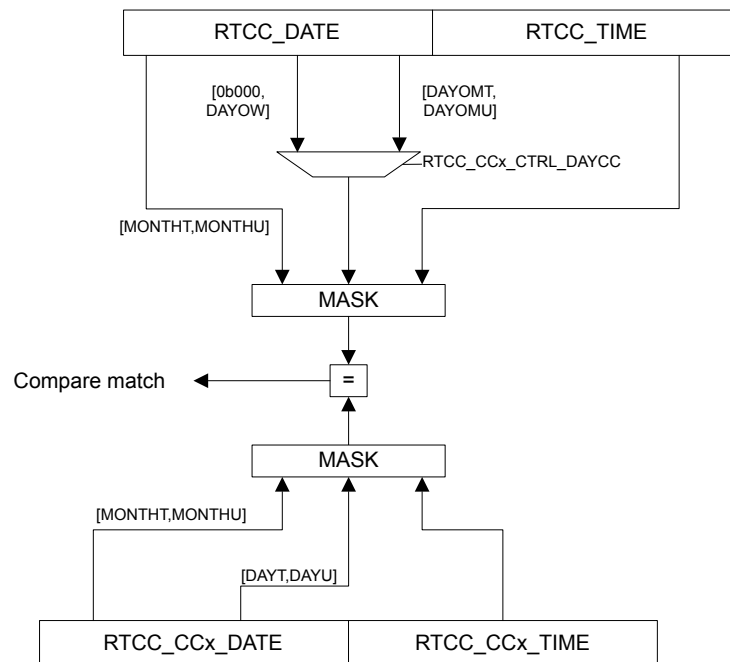 RTCC_DATE
RTCC_TIME
[0b000,
DAYOW]
[DAYOMT,
DAYOMU]
RTCC_CCx_CTRL_DAYCC
[MONTHT,MONTHU]
MASK
Compare match
=
MASK
[MONTHT,MONTHU]
[DAYT,DAYU]
RTCC_CCx_DATE
RTCC_CCx_TIME